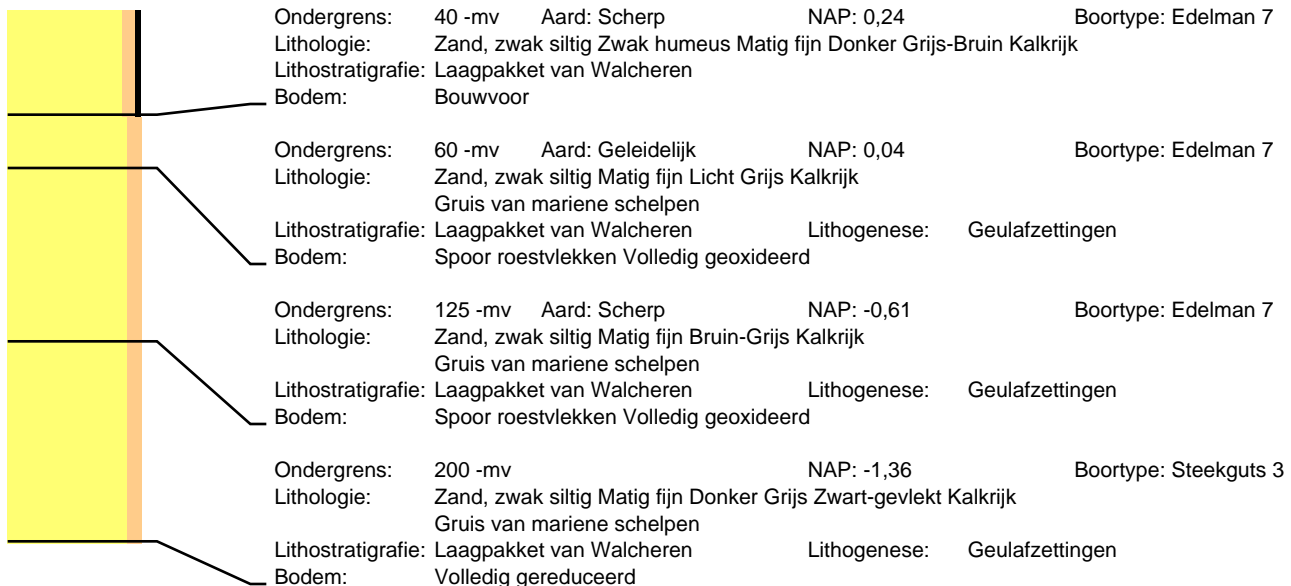 Ondergrens: 40 -mv Aard: Scherp NAP: 0,24 Boortype: Edelman 7
Lithologie: Zand, zwak siltig Zwak humeus Matig fijn Donker Grijs-Bruin Kalkrijk
Lithostratigrafie: Laagpakket van Walcheren
Bodem: Bouwvoor
Ondergrens: 60 -mv Aard: Geleidelijk NAP: 0,04 Boortype: Edelman 7
Lithologie: Zand, zwak siltig Matig fijn Licht Grijs Kalkrijk
Gruis van mariene schelpen
Lithostratigrafie: Laagpakket van Walcheren Lithogenese: Geulafzettingen
Bodem: Spoor roestvlekken Volledig geoxideerd
Ondergrens: 125 -mv Aard: Scherp NAP: -0,61 Boortype: Edelman 7
Lithologie: Zand, zwak siltig Matig fijn Bruin-Grijs Kalkrijk
Gruis van mariene schelpen
Lithostratigrafie: Laagpakket van Walcheren Lithogenese: Geulafzettingen
Bodem: Spoor roestvlekken Volledig geoxideerd
Ondergrens: 200 -mv NAP: -1,36 Boortype: Steekguts 3
Lithologie: Zand, zwak siltig Matig fijn Donker Grijs Zwart-gevlekt Kalkrijk
Gruis van mariene schelpen
Lithostratigrafie: Laagpakket van Walcheren Lithogenese: Geulafzettingen
Bodem: Volledig gereduceerd